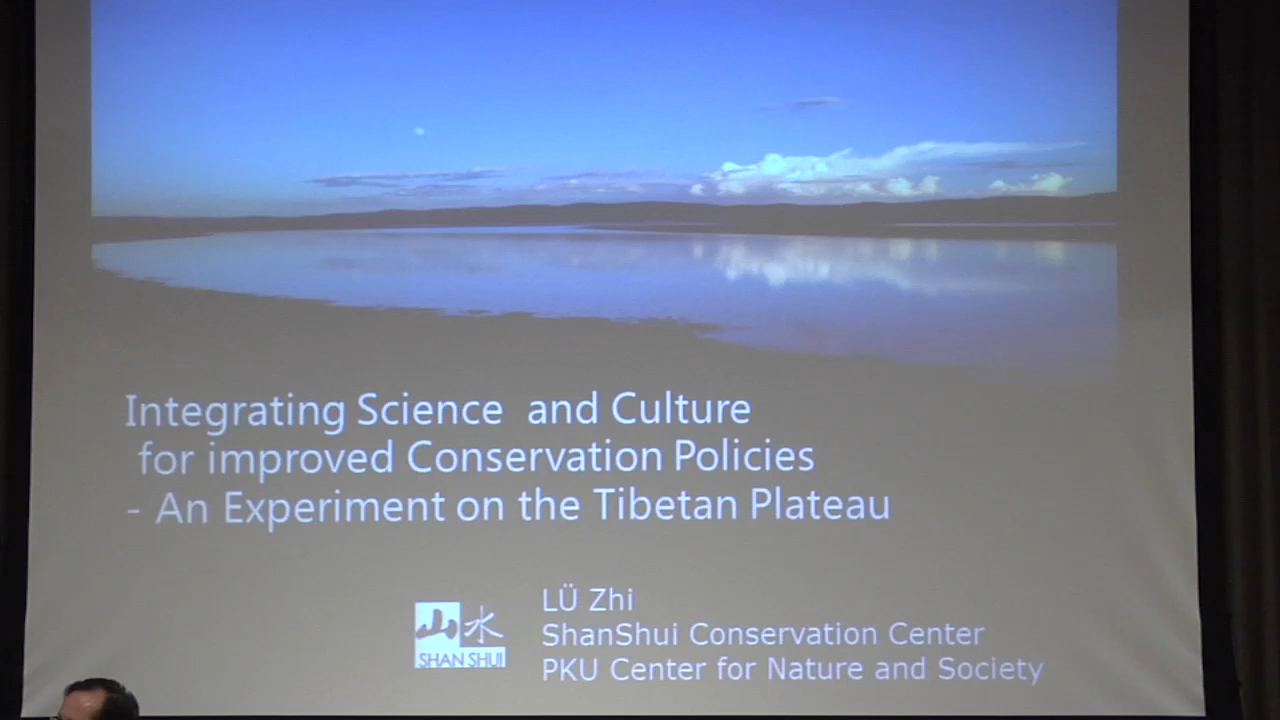 Integrating Science and Culture
for improved Conservation Policies
- An Experiment on the Tibetan Plateau
山水
SHAN SHUI
LÜ Zhi
ShanShui Conservation Center
PKU Center for Nature and Society